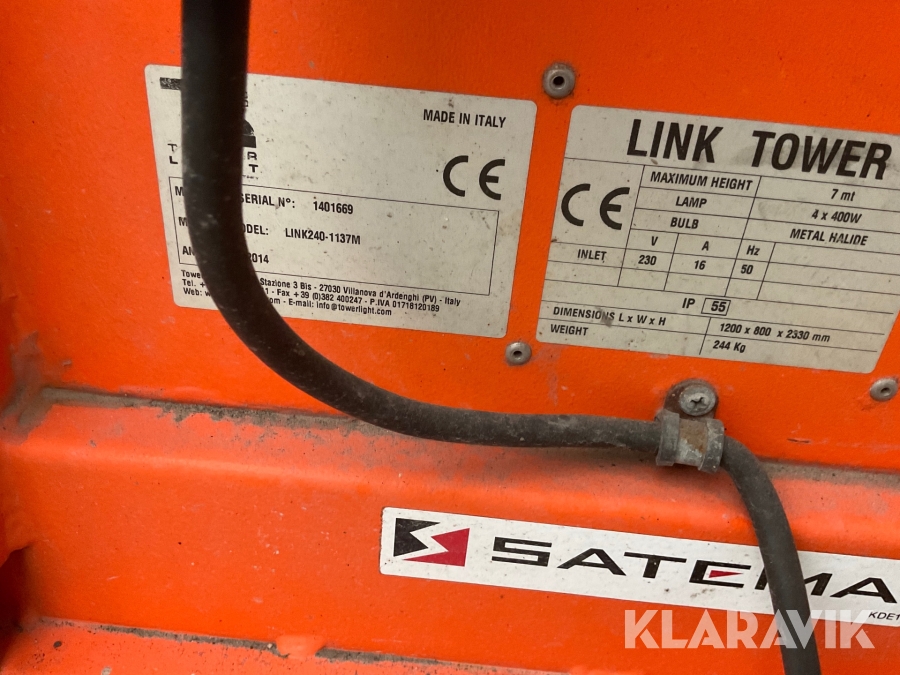 MADE IN ITALY
CE
SERIAL N°: 1401669
MODEL: LINK240-1137M
2014
Stazione 3 Bis - 27030 Villanova d'Ardenghi (PV) - Italy
Fax +39 (0)382 400247 - P.IVA 01718120189
E-mail: info@towerlight.com
LINK TOWER
CE
MAXIMUM HEIGHT 7 mt
LAMP 4 x 400W
BULB METAL HALIDE
INLET V A Hz
230 16 50
IP 55
DIMENSIONS L x W x H 1200 x 800 x 2330 mm
WEIGHT 244 Kg
SATEMA
KDE1
KLARAVIK